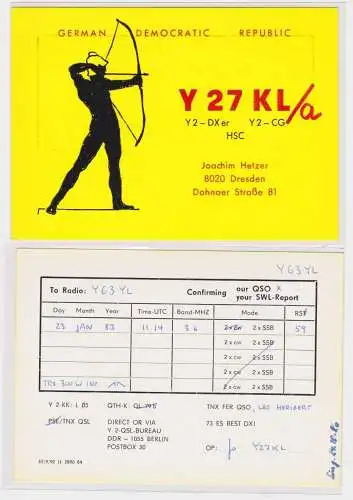 GERMAN DEMOCRATIC REPUBLIC
Y 27 KL/a
Y2-DXer Y2-CG
HSC
Joachim Hetzer
8020 Dresden
Dohnaer Straße 81
Y63YL
To Radio: Y63YL Confirming our QSO X
your SWL-Report
Day Month Year Time-UTC Band-MHZ Mode RST
23 JAN 83 11.14 3.6 2 x CW 2 x SSB 59
2 x CW 2 x SSB
2 x CW 2 x SSB
2 x CW 2 x SSB
2 x CW 2 x SSB
Y 2-KK: L 05 QTH-X: TNX FER QSO,
PSE/TNX QSL DIRECT OR VIA 73 ES BEST DX!
Y 2-QSL-BUREAU
DDR - 1055 BERLIN OP: Y27KL
POSTBOX 30